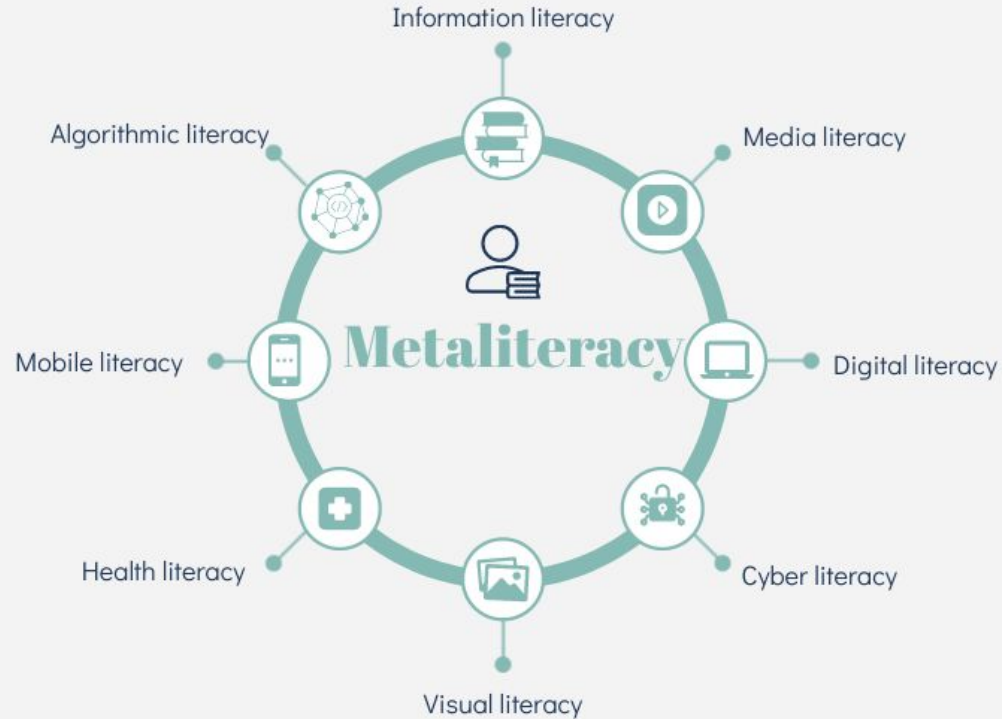 Information literacy
Algorithmic literacy
Media literacy
Metaliteracy
Mobile literacy
Digital literacy
Health literacy
Cyber literacy
Visual literacy